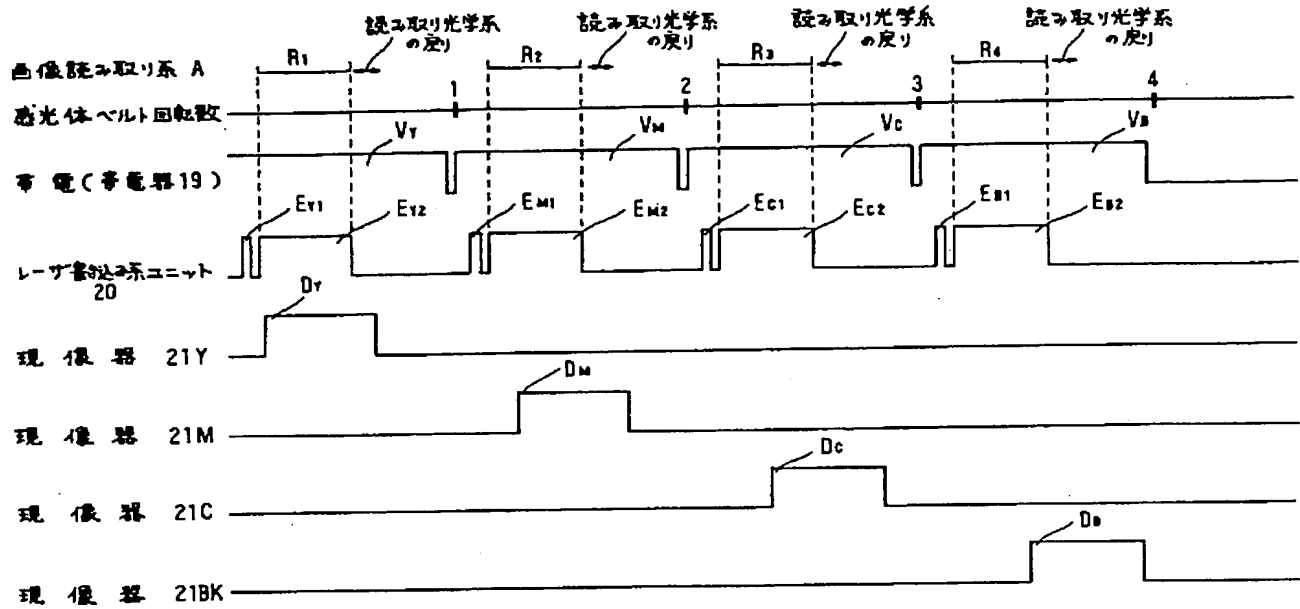 読み取り光学系
の戻り
読み取り光学系
の戻り
読み取り光学系
の戻り
読み取り光学系
の戻り
画像読み取り系 A
R1
R2
R3
R4
感光体ベルト回転数
1
2
3
4
VY
VM
VC
VB
帯電(帯電器19)
EY1
EY2
EM1
EM2
EC1
EC2
EB1
EB2
レーザ書き込み系ユニット
20
DY
現像器 21Y
DM
現像器 21M
DC
現像器 21C
DB
現像器 21BK